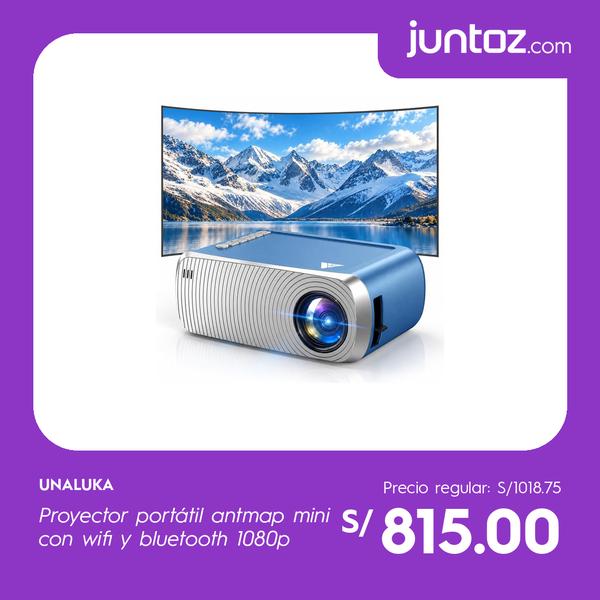 juntoz.com
UNALUKA
Proyector portátil antmap mini
con wifi y bluetooth 1080p
Precio regular: S/1018.75
S/ 815.00